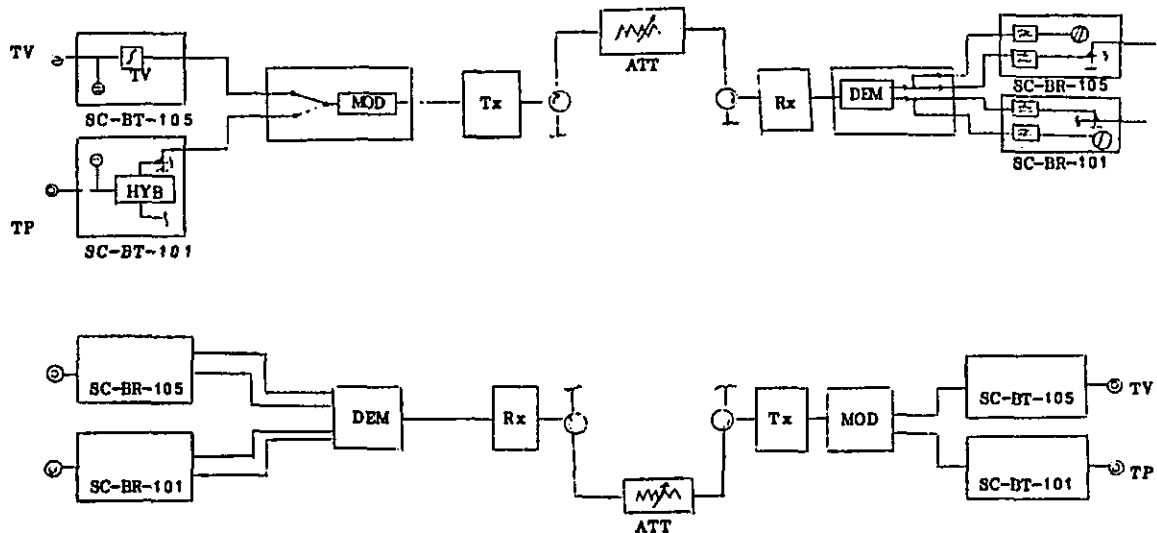 TV
TV
SC-BT-105
MOD
Tx
ATT
Rx
DEM
SC-BR-105
SC-BR-101
HYB
TP
SC-BT-101
SC-BR-105
SC-BR-101
DEM
Rx
ATT
Tx
MOD
SC-BT-105
TV
SC-BT-101
TP